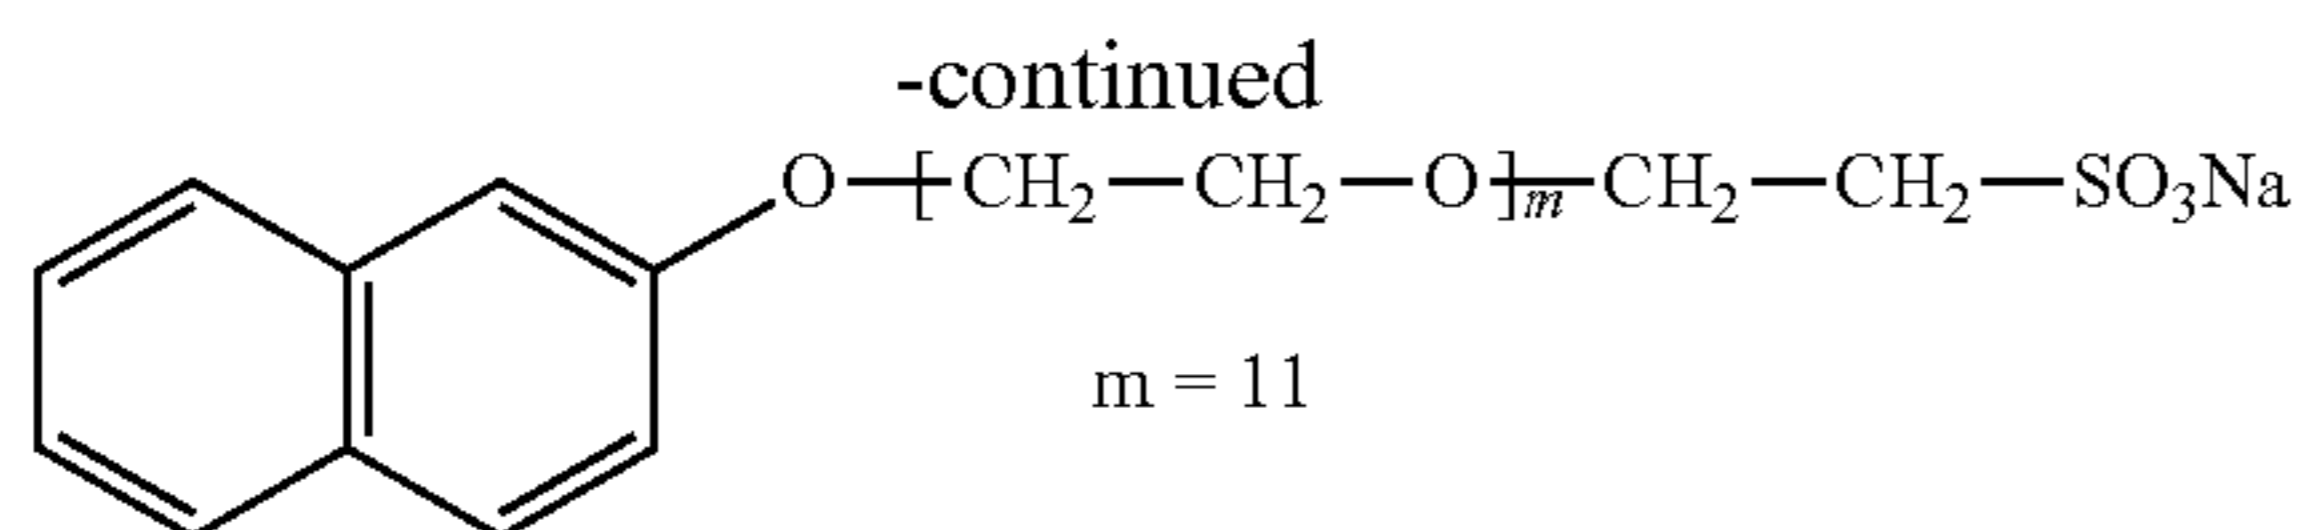 -continued
O—[CH₂—CH₂—O]ₘ—CH₂—CH₂—SO₃Na
m = 11